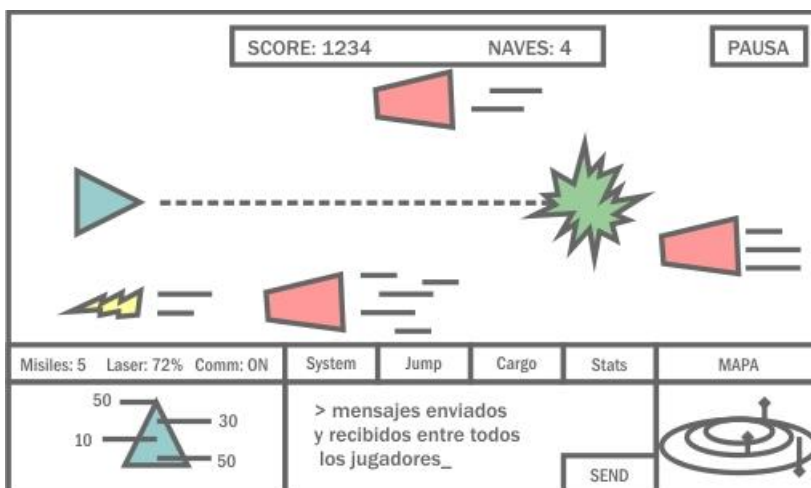 SCORE: 1234 NAVES: 4
PAUSA
Misiles: 5 Laser: 72% Comm: ON
System
Jump
Cargo
Stats
MAPA
50
30
10
50
> mensajes enviados
y recibidos entre todos
los jugadores_
SEND